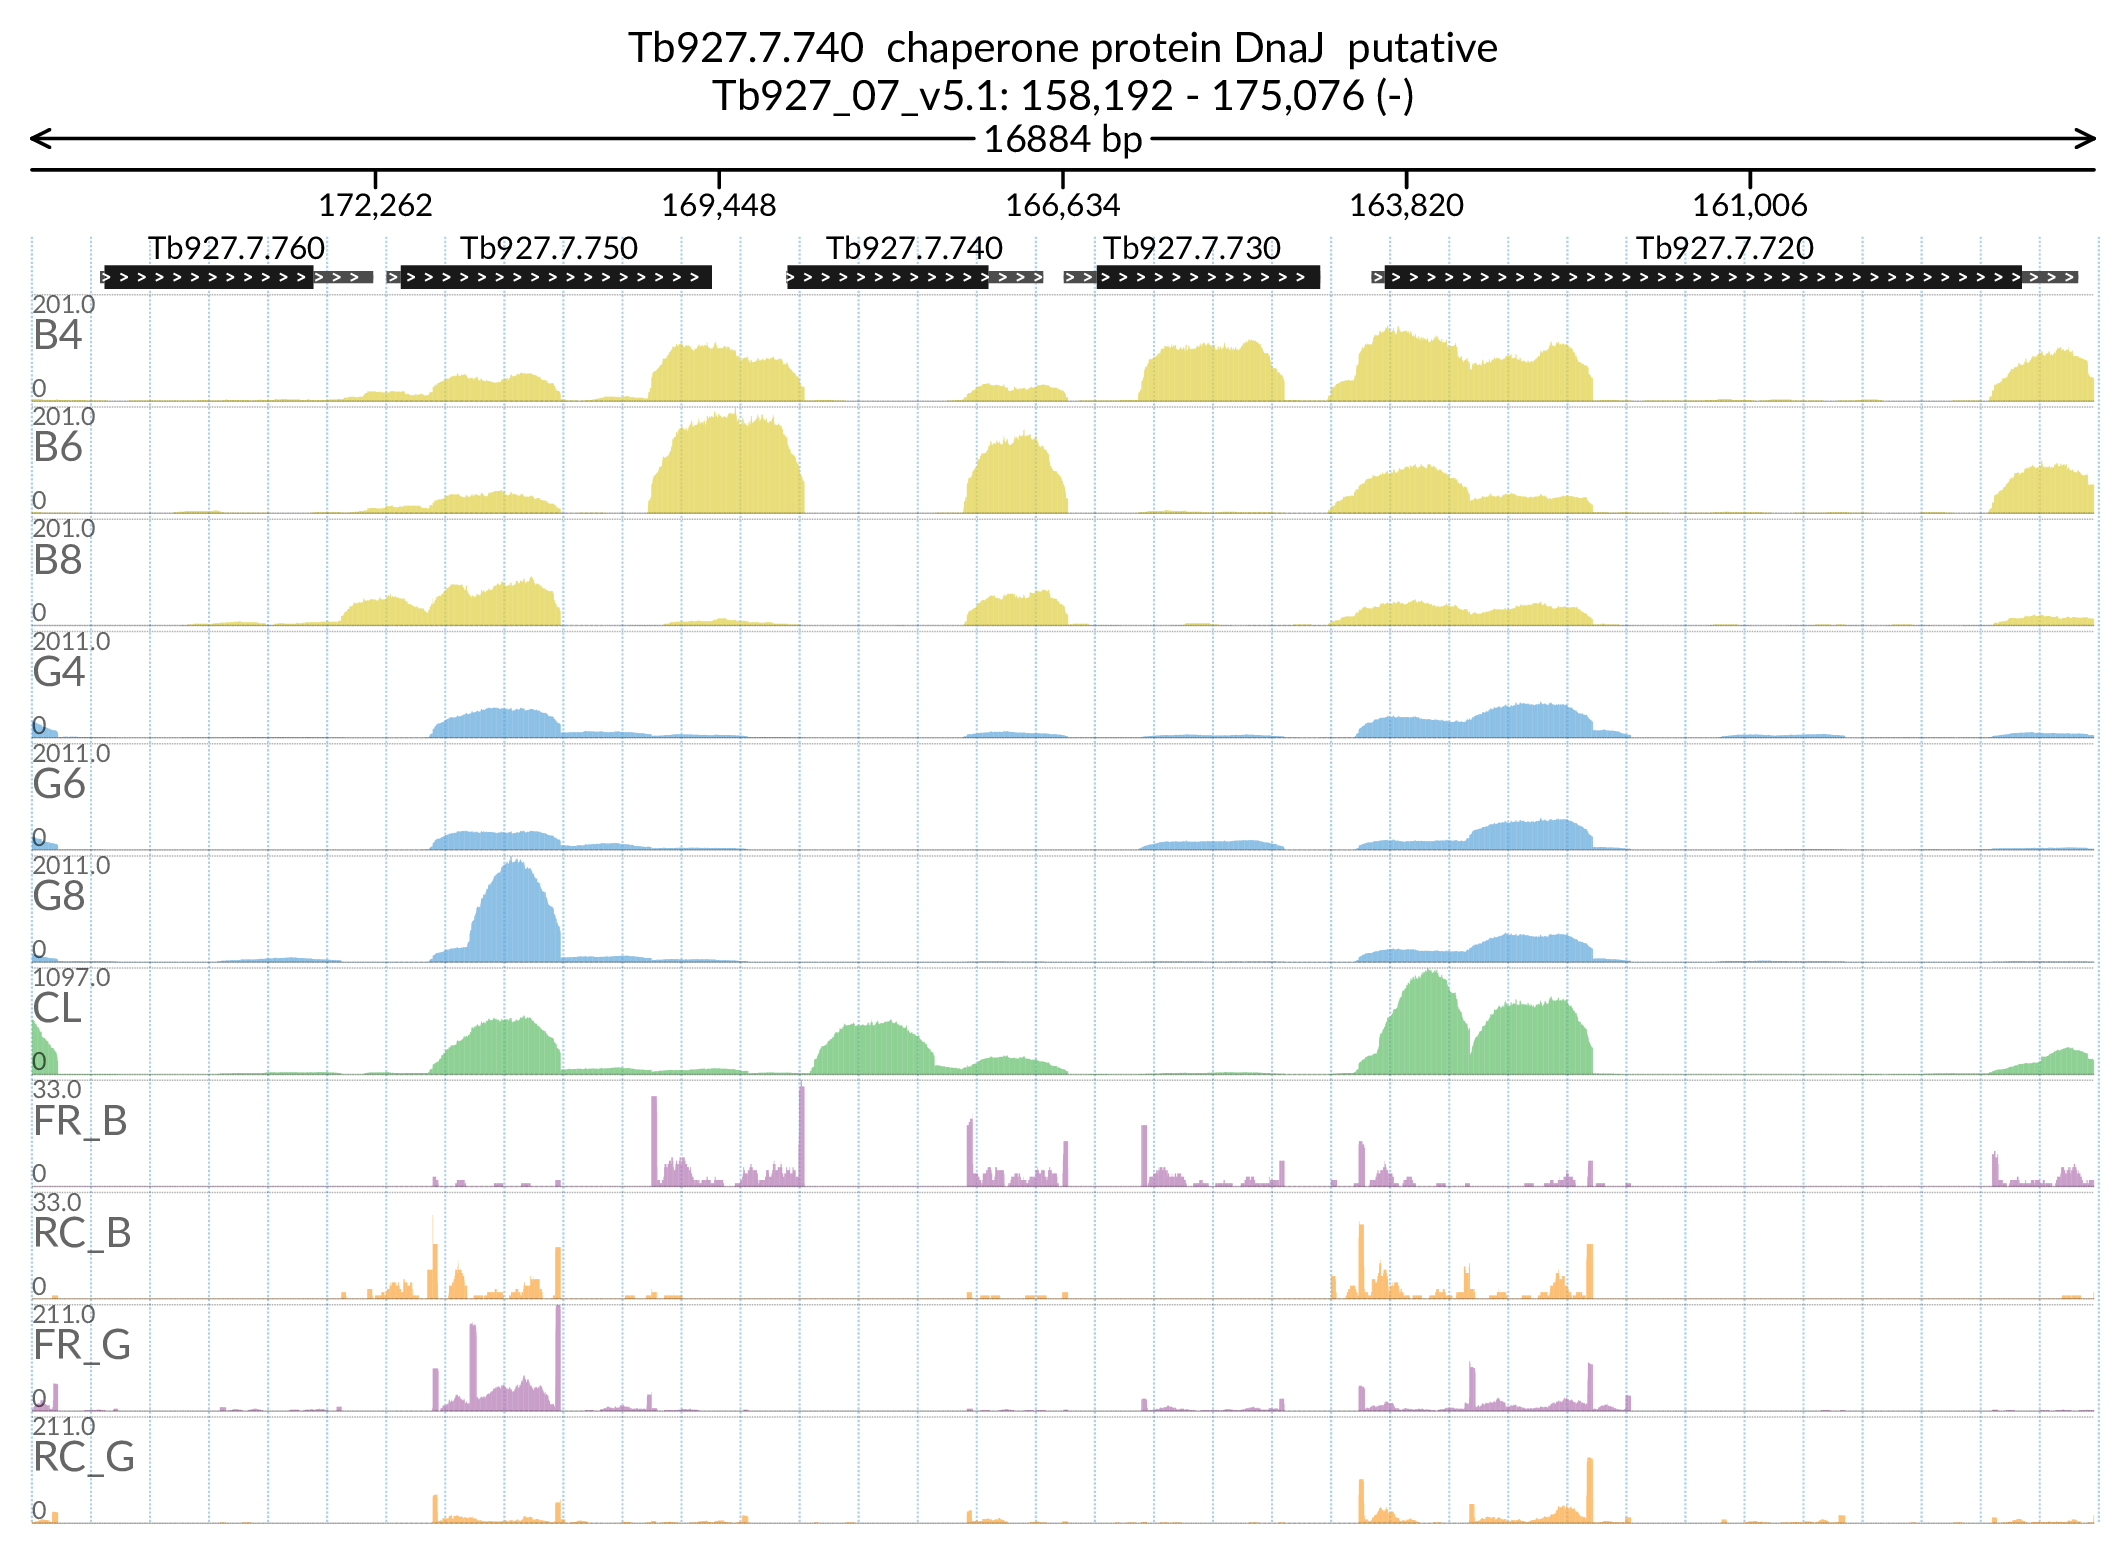 Tb927.7.740  chaperone protein DnaJ  putative
Tb927_07_v5.1: 158,192 - 175,076 (-)
16884 bp
172,262 169,448 166,634 163,820 161,006
Tb927.7.760 Tb927.7.750 Tb927.7.740 Tb927.7.730 Tb927.7.720
201.0
B4
0
201.0
B6
0
201.0
B8
0
2011.0
G4
0
2011.0
G6
0
2011.0
G8
0
1097.0
CL
0
33.0
FR_B
0
33.0
RC_B
0
211.0
FR_G
0
211.0
RC_G
0